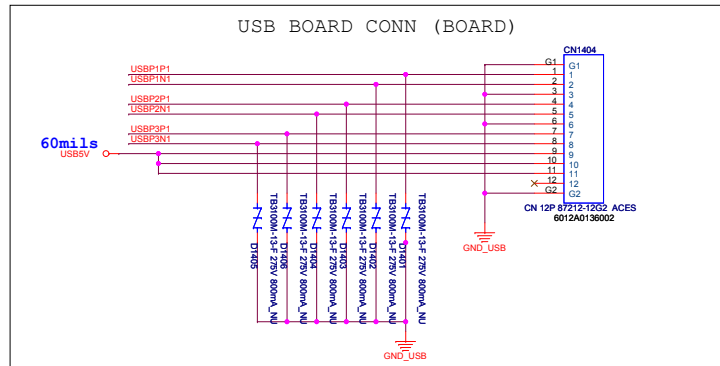 USB BOARD CONN (BOARD)
CN1404
G1 G1
USBP1P1 1 1
USBP1N1 2 2
3 3
USBP2P1 4 4
USBP2N1 5 5
6 6
USBP3P1 7 7
USBP3N1 8 8
60mils
USB5V 9 9
10 10
11 11
12 12
G2 G2
CN 12P 87212-12G2 ACES
6012A0136002
GND_USB
TB3100M-13-F 275V 800mA_NU
D1405
TB3100M-13-F 275V 800mA_NU
D1406
TB3100M-13-F 275V 800mA_NU
D1404
TB3100M-13-F 275V 800mA_NU
D1403
TB3100M-13-F 275V 800mA_NU
D1402
TB3100M-13-F 275V 800mA_NU
D1401
GND_USB